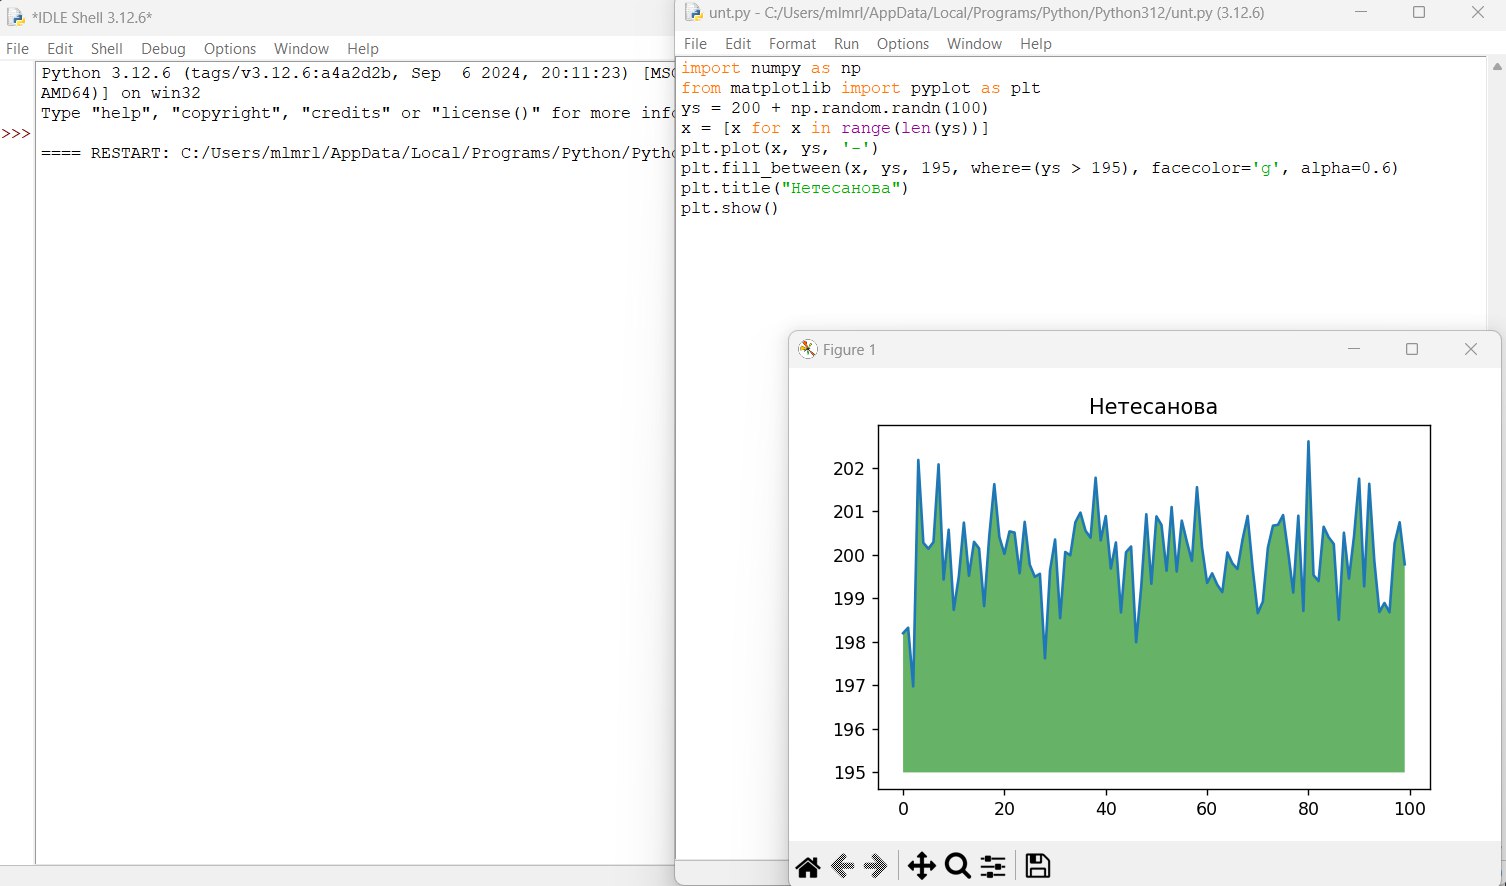 *IDLE Shell 3.12.6*
File Edit Shell Debug Options Window Help
Python 3.12.6 (tags/v3.12.6:a4a2d2b, Sep  6 2024, 20:11:23) [MSC
AMD64)] on win32
Type "help", "copyright", "credits" or "license()" for more info
>>>
==== RESTART: C:/Users/mlmrl/AppData/Local/Programs/Python/Pytho
unt.py - C:/Users/mlmrl/AppData/Local/Programs/Python/Python312/unt.py (3.12.6)
File Edit Format Run Options Window Help
import numpy as np
from matplotlib import pyplot as plt
ys = 200 + np.random.randn(100)
x = [x for x in range(len(ys))]
plt.plot(x, ys, '-')
plt.fill_between(x, ys, 195, where=(ys > 195), facecolor='g', alpha=0.6)
plt.title("Нетесанова")
plt.show()
Figure 1
Нетесанова
202
201
200
199
198
197
196
195
0 20 40 60 80 100